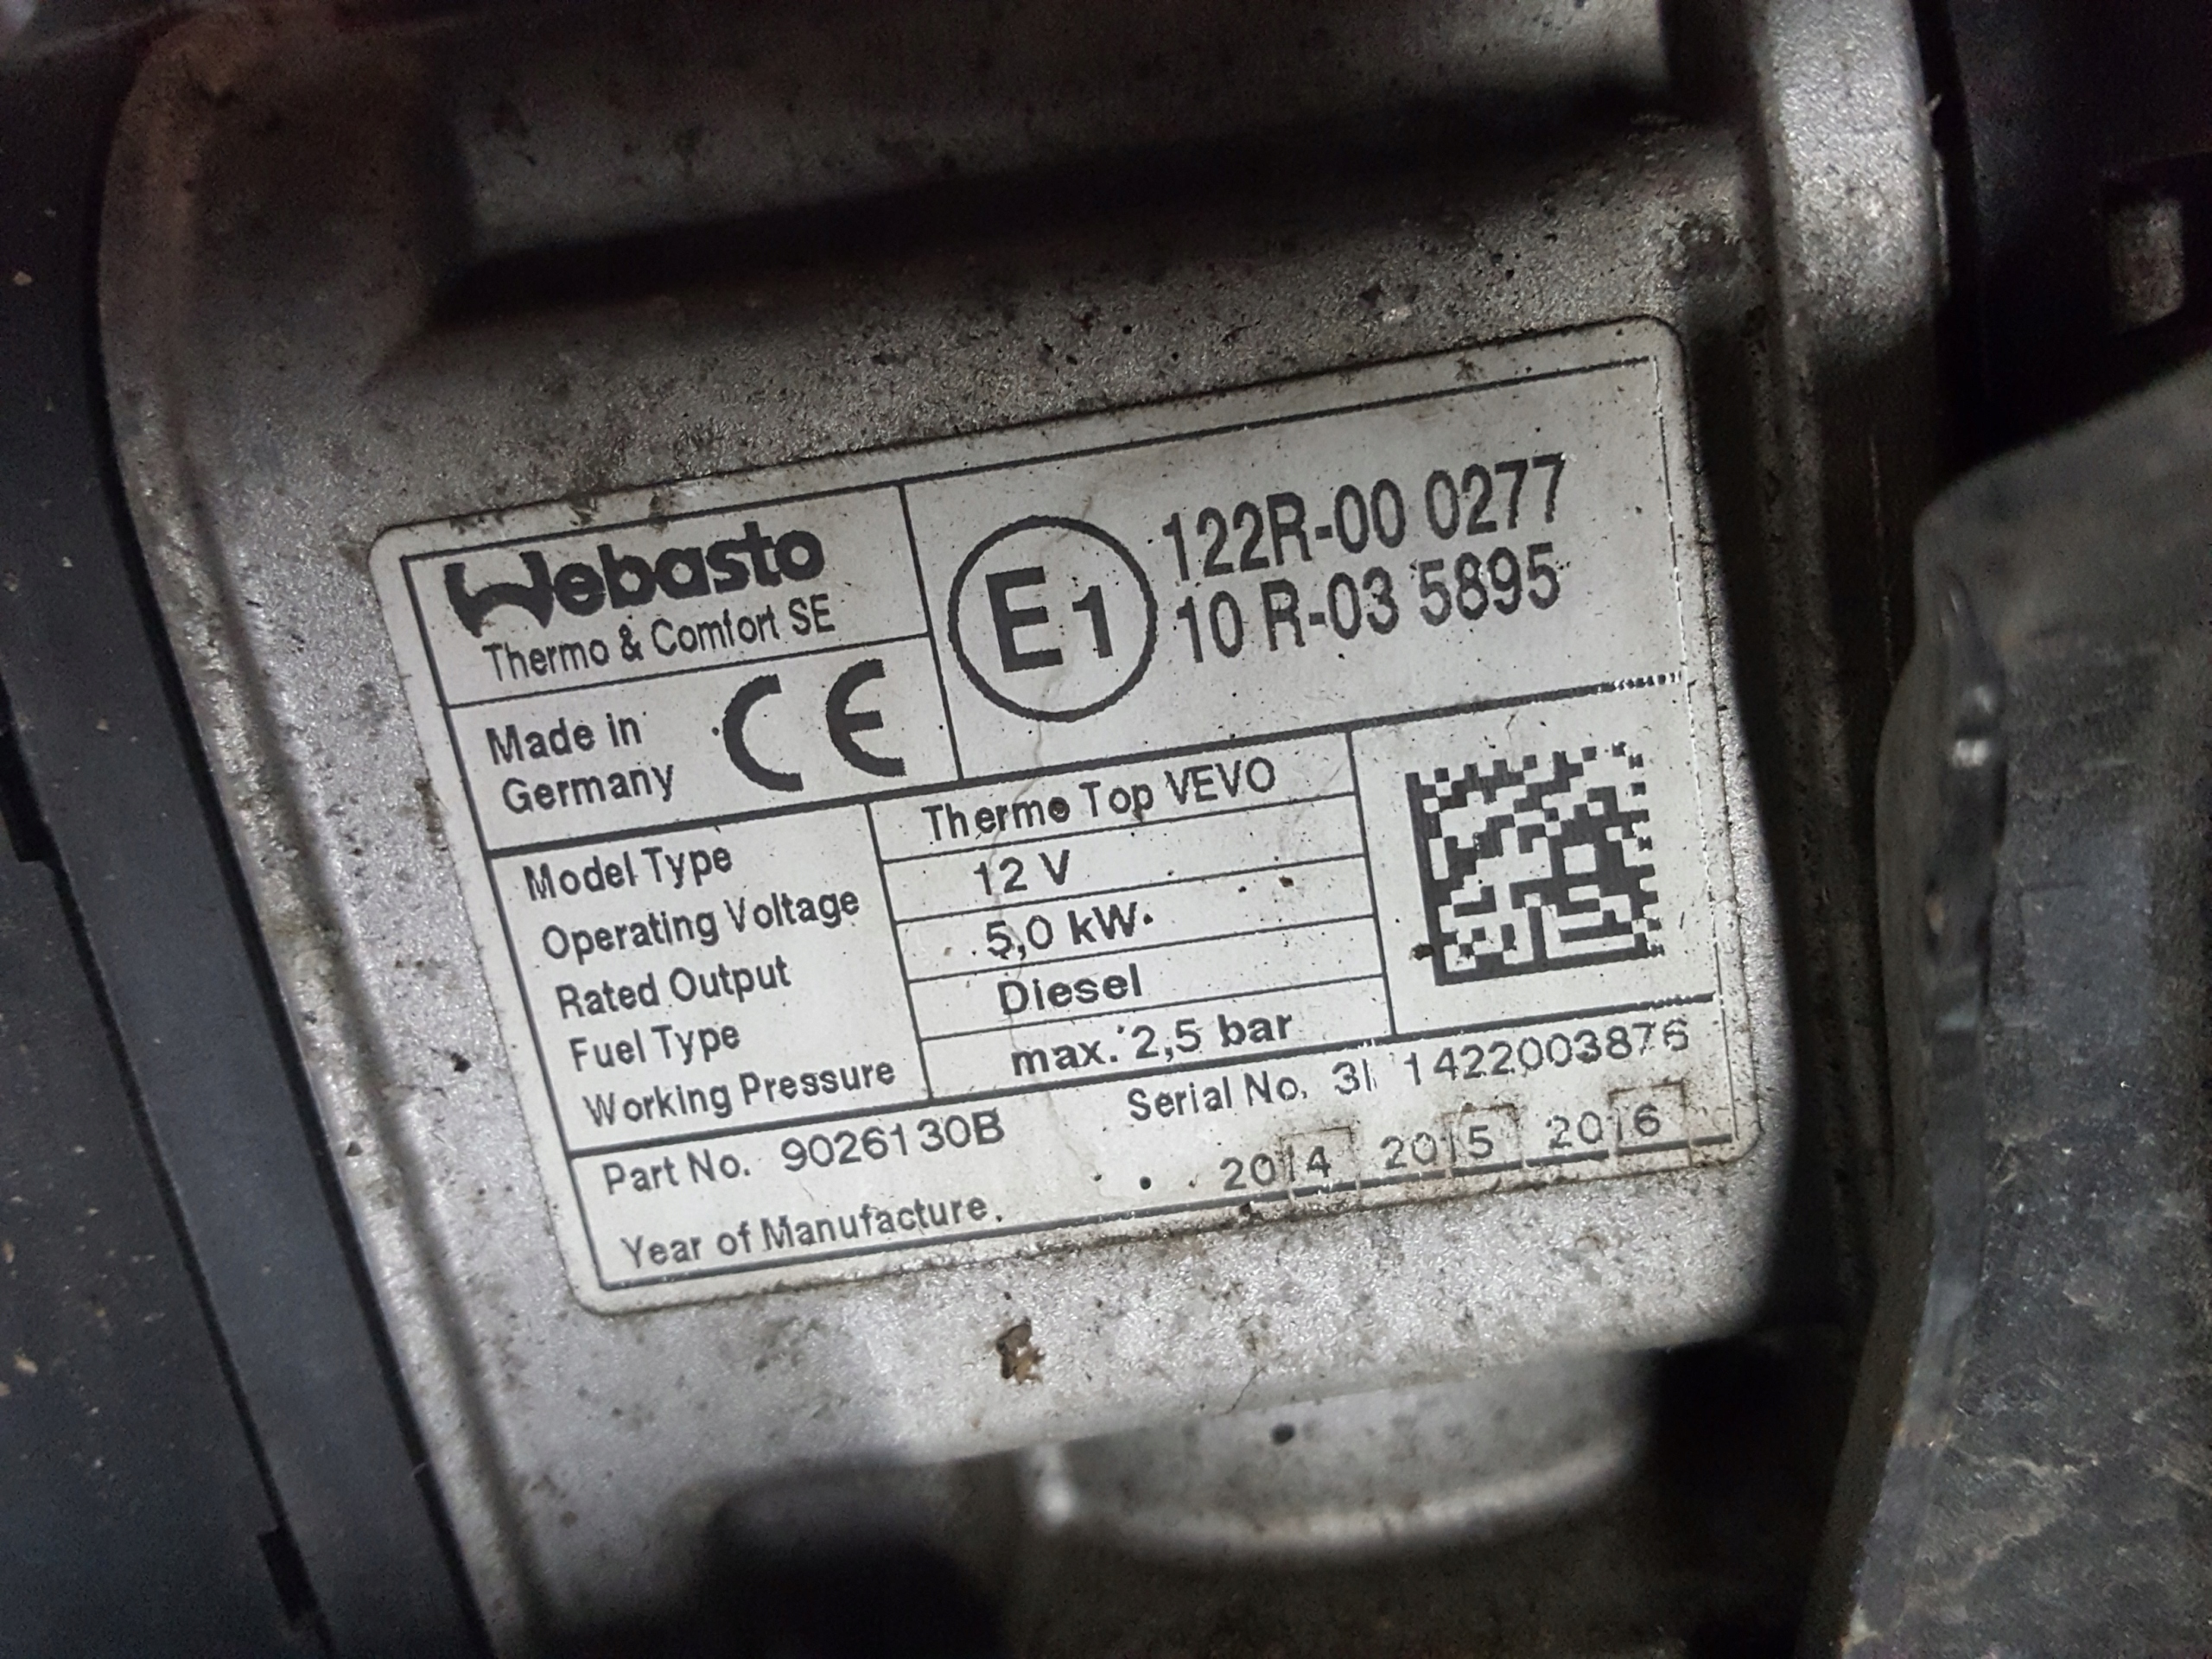 Webasto
Thermo & Comfort SE
E1
122R-00 0277
10 R-03 5895
Made in
Germany
CE
Model Type Thermo Top VEVO
Operating Voltage 12 V
Rated Output 5,0 kW
Fuel Type Diesel
Working Pressure max. 2,5 bar
Part No. 9026130B Serial No. 31 1422003876
Year of Manufacture. 2014 2015 2016